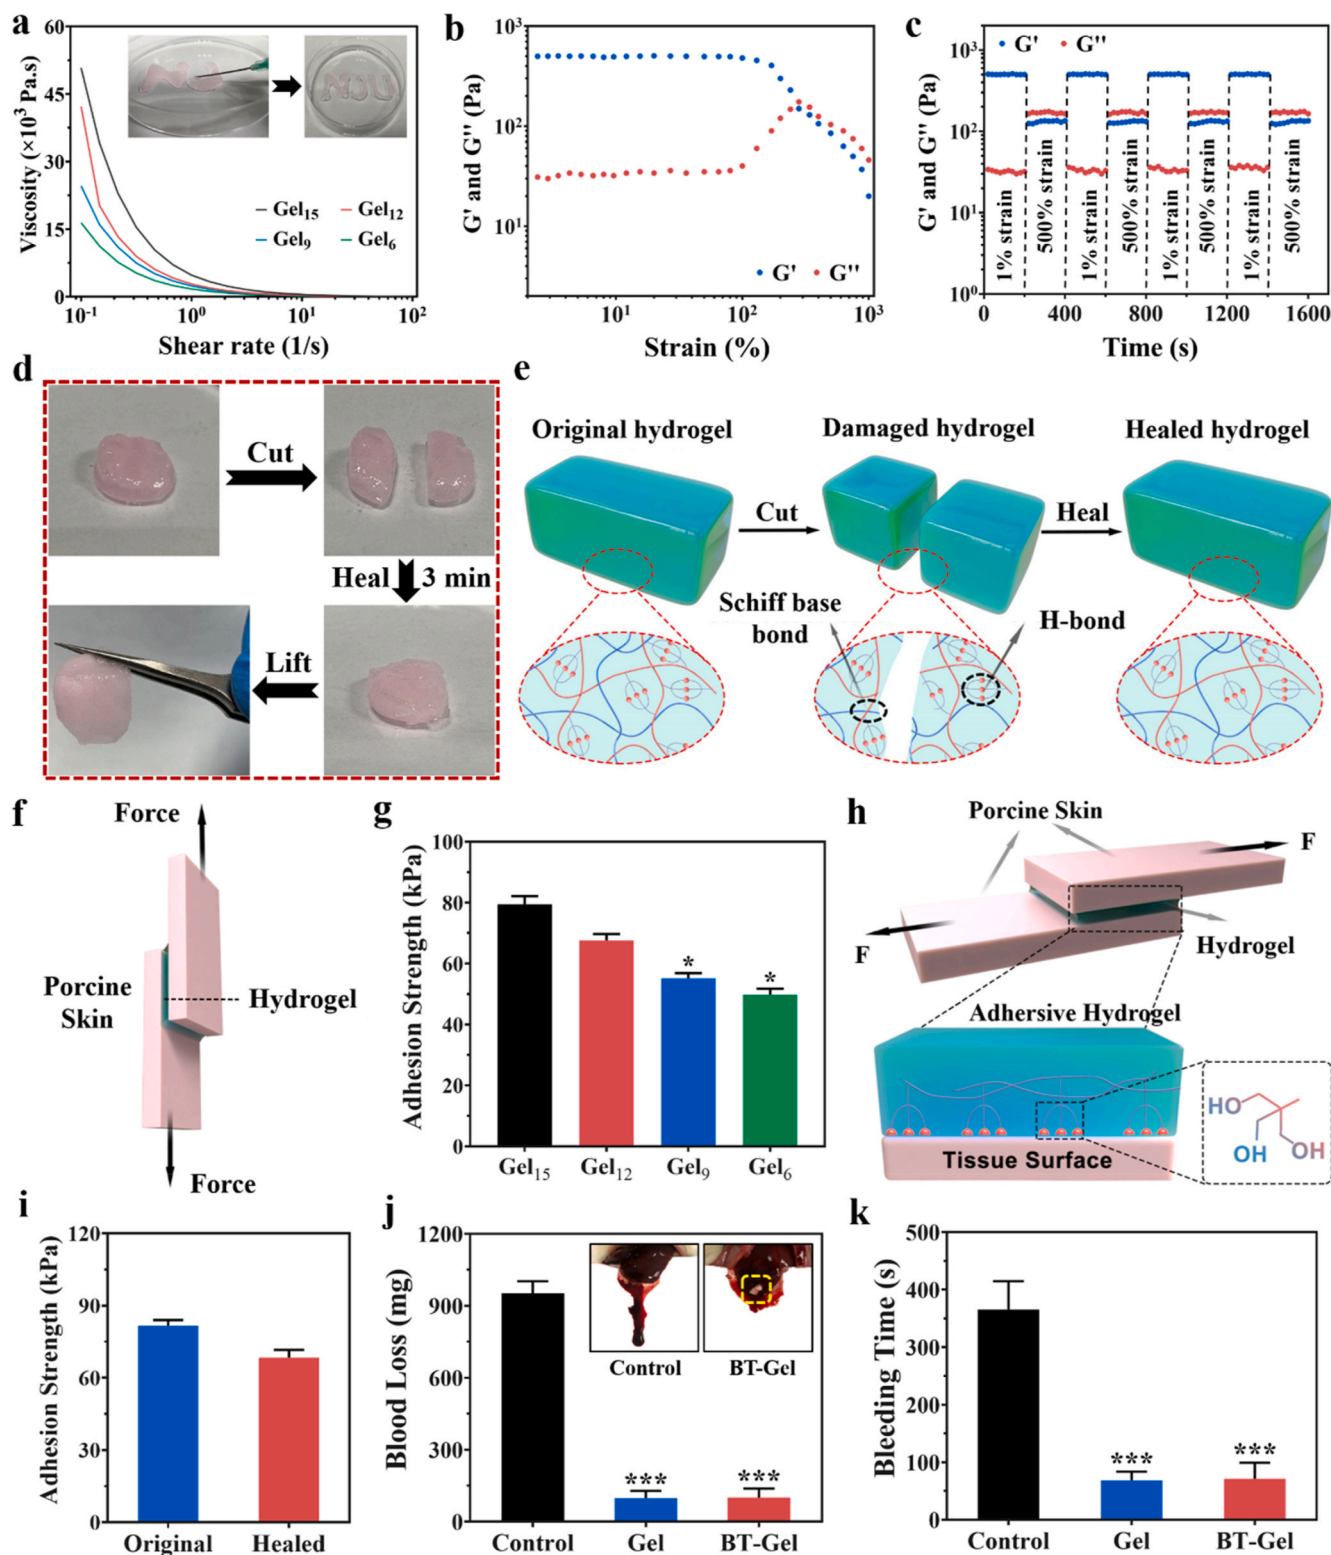 a
Viscosity (×10³ Pa.s)
60
45
30
15
0
NJU
Gel₁₅
Gel₁₂
Gel₉
Gel₆
10⁻¹
10⁰
10¹
10²
Shear rate (1/s)
b
G' and G'' (Pa)
10³
10²
10¹
G'
G''
10¹
10²
10³
Strain (%)
c
G' and G'' (Pa)
G'
G''
10³
10²
10¹
10⁰
1% strain
500% strain
1% strain
500% strain
1% strain
500% strain
1% strain
500% strain
0
400
800
1200
1600
Time (s)
d
Cut
Heal
3 min
Lift
e
Original hydrogel
Damaged hydrogel
Healed hydrogel
Cut
Heal
Schiff base
bond
H-bond
f
Force
Porcine
Skin
Hydrogel
Force
g
Adhesion Strength (kPa)
100
80
60
40
20
0
*
*
Gel₁₅
Gel₁₂
Gel₉
Gel₆
h
Porcine Skin
F
F
Hydrogel
Adhersive Hydrogel
Tissue Surface
HO
OH
OH
i
Adhesion Strength (kPa)
120
90
60
30
0
Original
Healed
j
Blood Loss (mg)
1200
900
600
300
0
Control
BT-Gel
***
***
Control
Gel
BT-Gel
k
Bleeding Time (s)
500
400
300
200
100
0
***
***
Control
Gel
BT-Gel